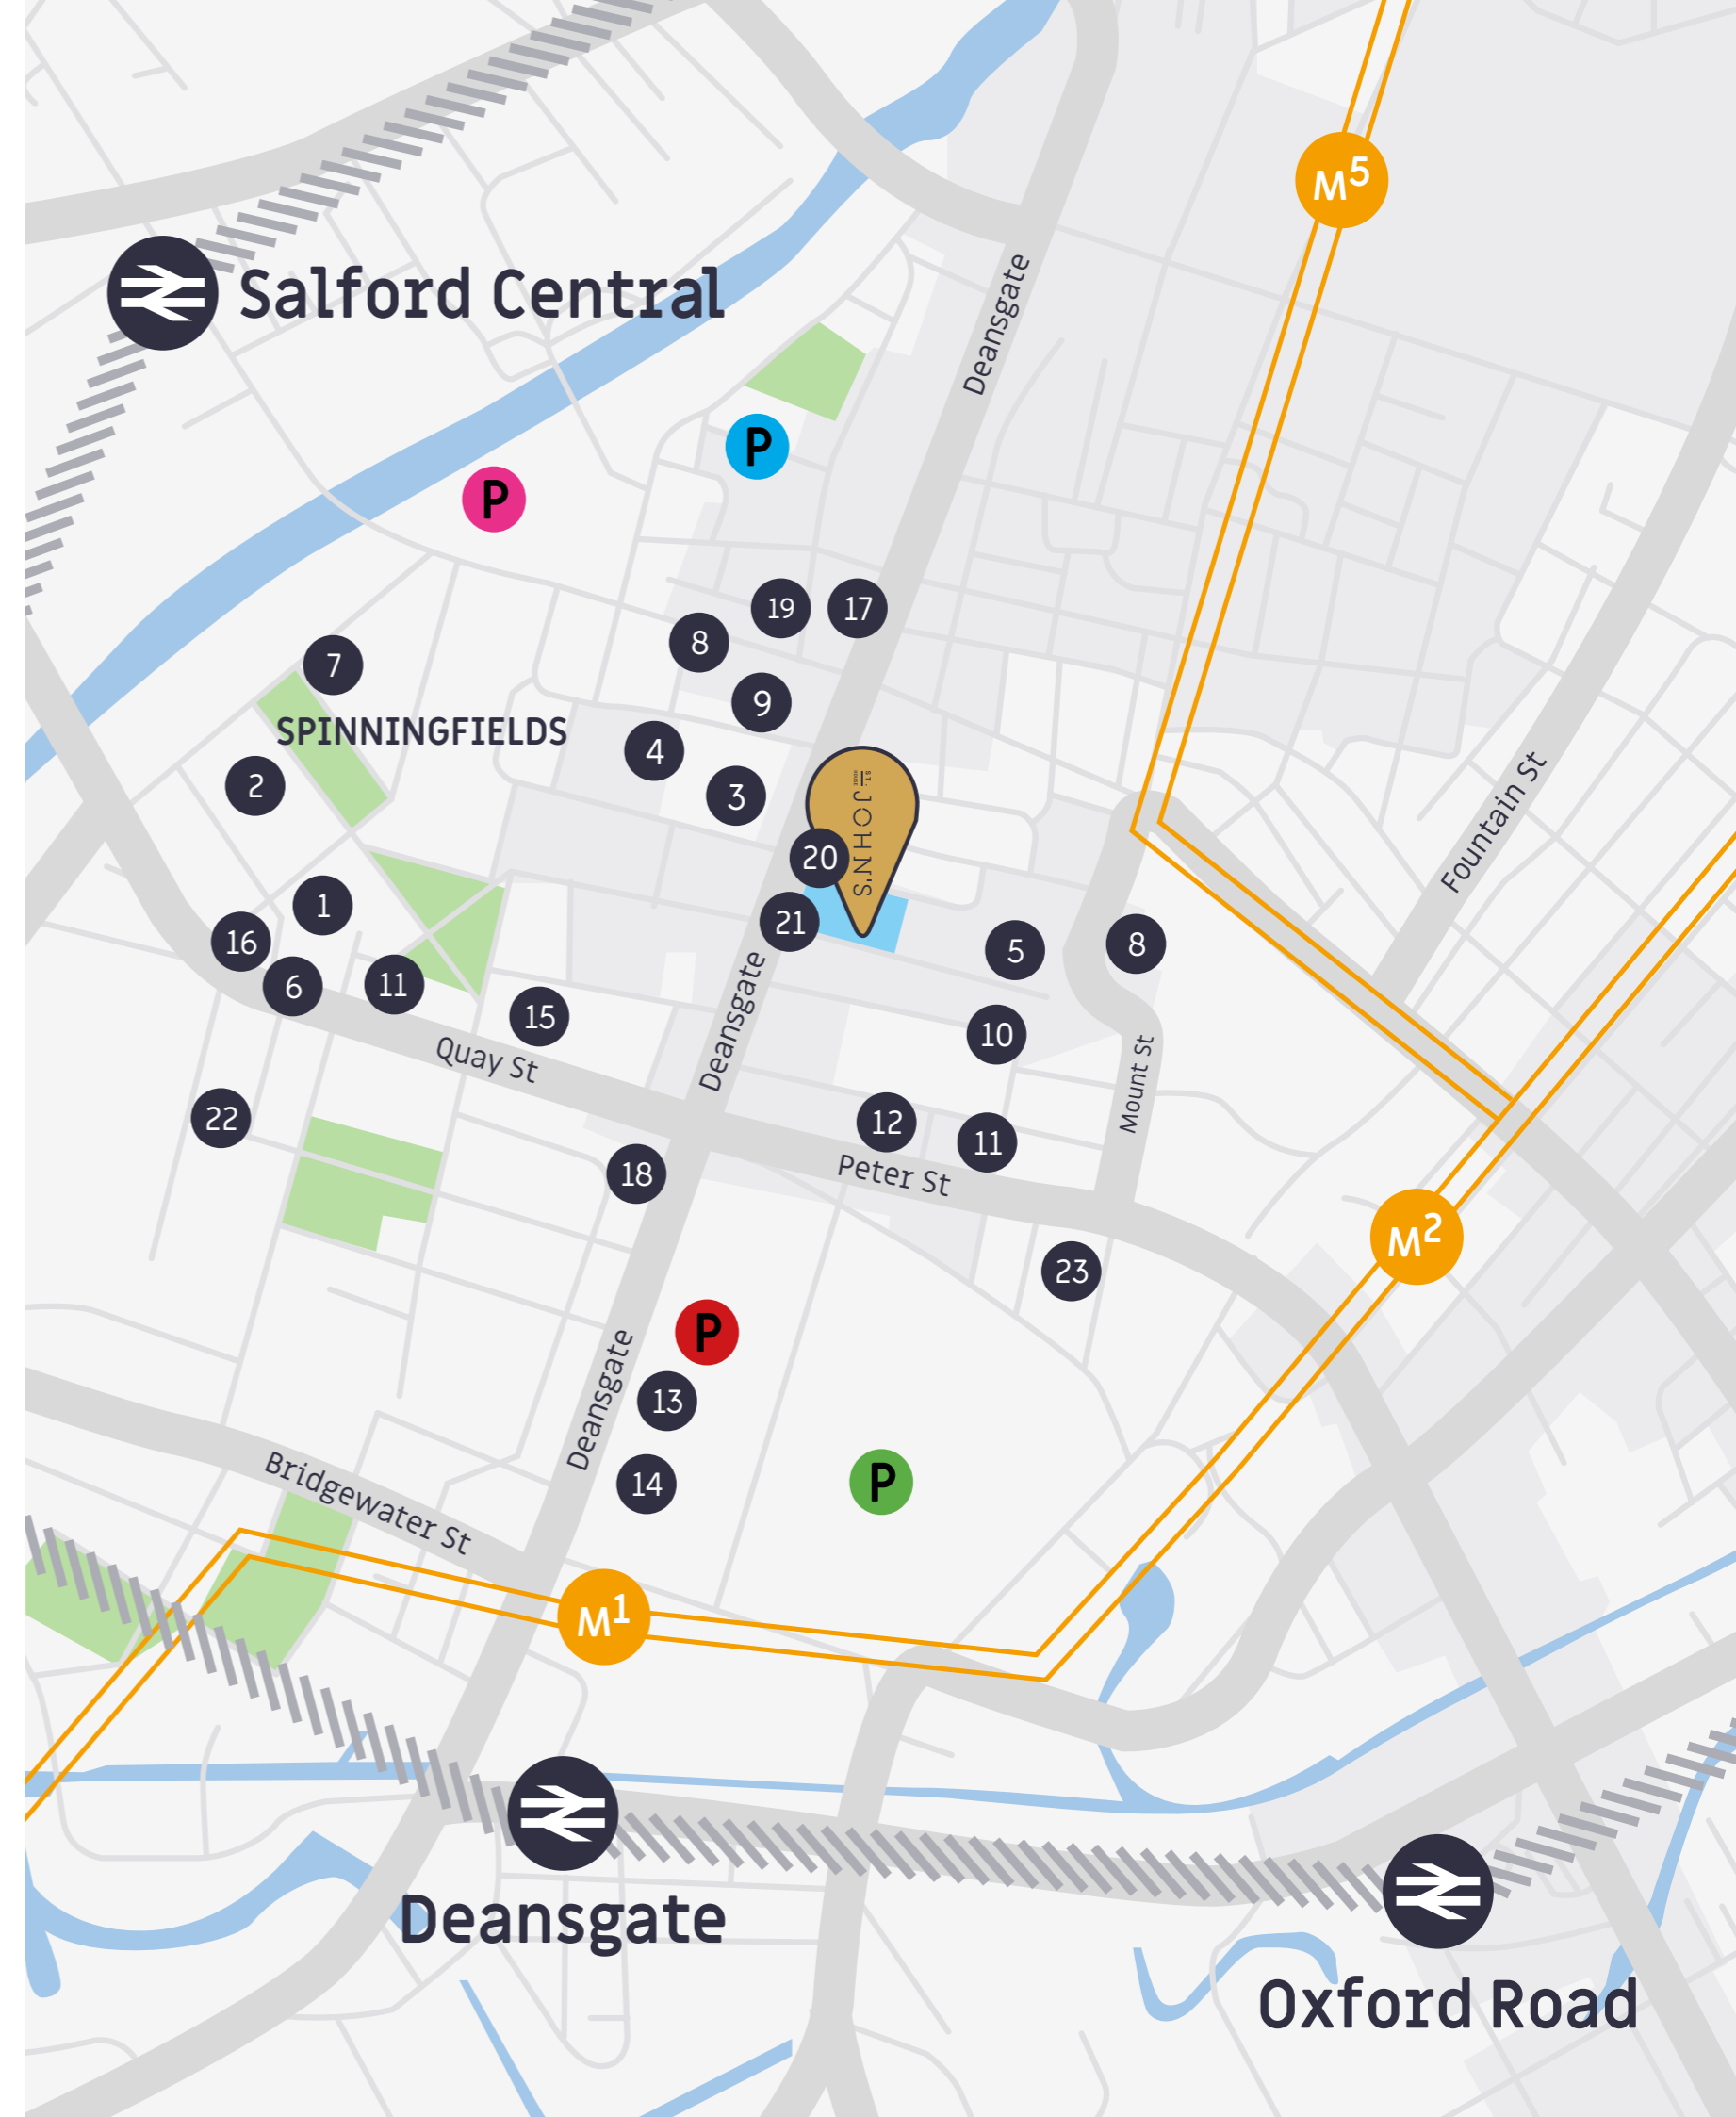 M5
Deansgate
Salford Central
P
P
19
17
8
7
9
SPINNINGFIELDS
4
2
3
ST.
JOHN'S
HOUSE
Fountain St
20
1
21
16
8
5
6
11
15
10
Quay St
Deansgate
Mount St
22
12
11
18
Peter St
M2
23
P
13
Deansgate
14
P
Bridgewater St
M1
Deansgate
Oxford Road